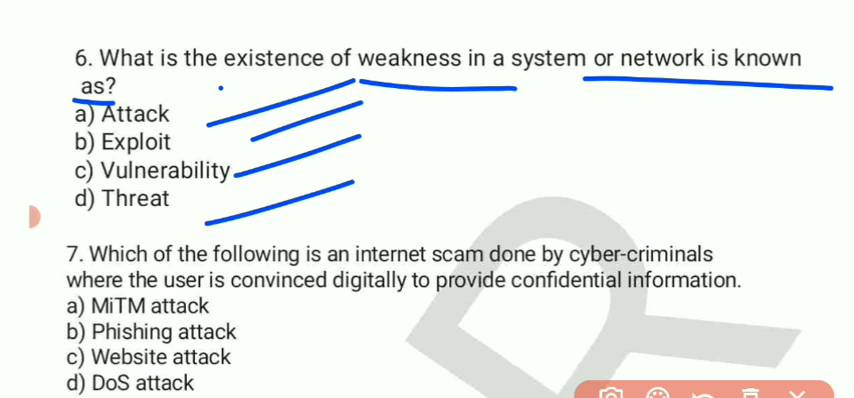 6. What is the existence of weakness in a system or network is known
as?
a) Attack
b) Exploit
c) Vulnerability
d) Threat
7. Which of the following is an internet scam done by cyber-criminals
where the user is convinced digitally to provide confidential information.
a) MiTM attack
b) Phishing attack
c) Website attack
d) DoS attack